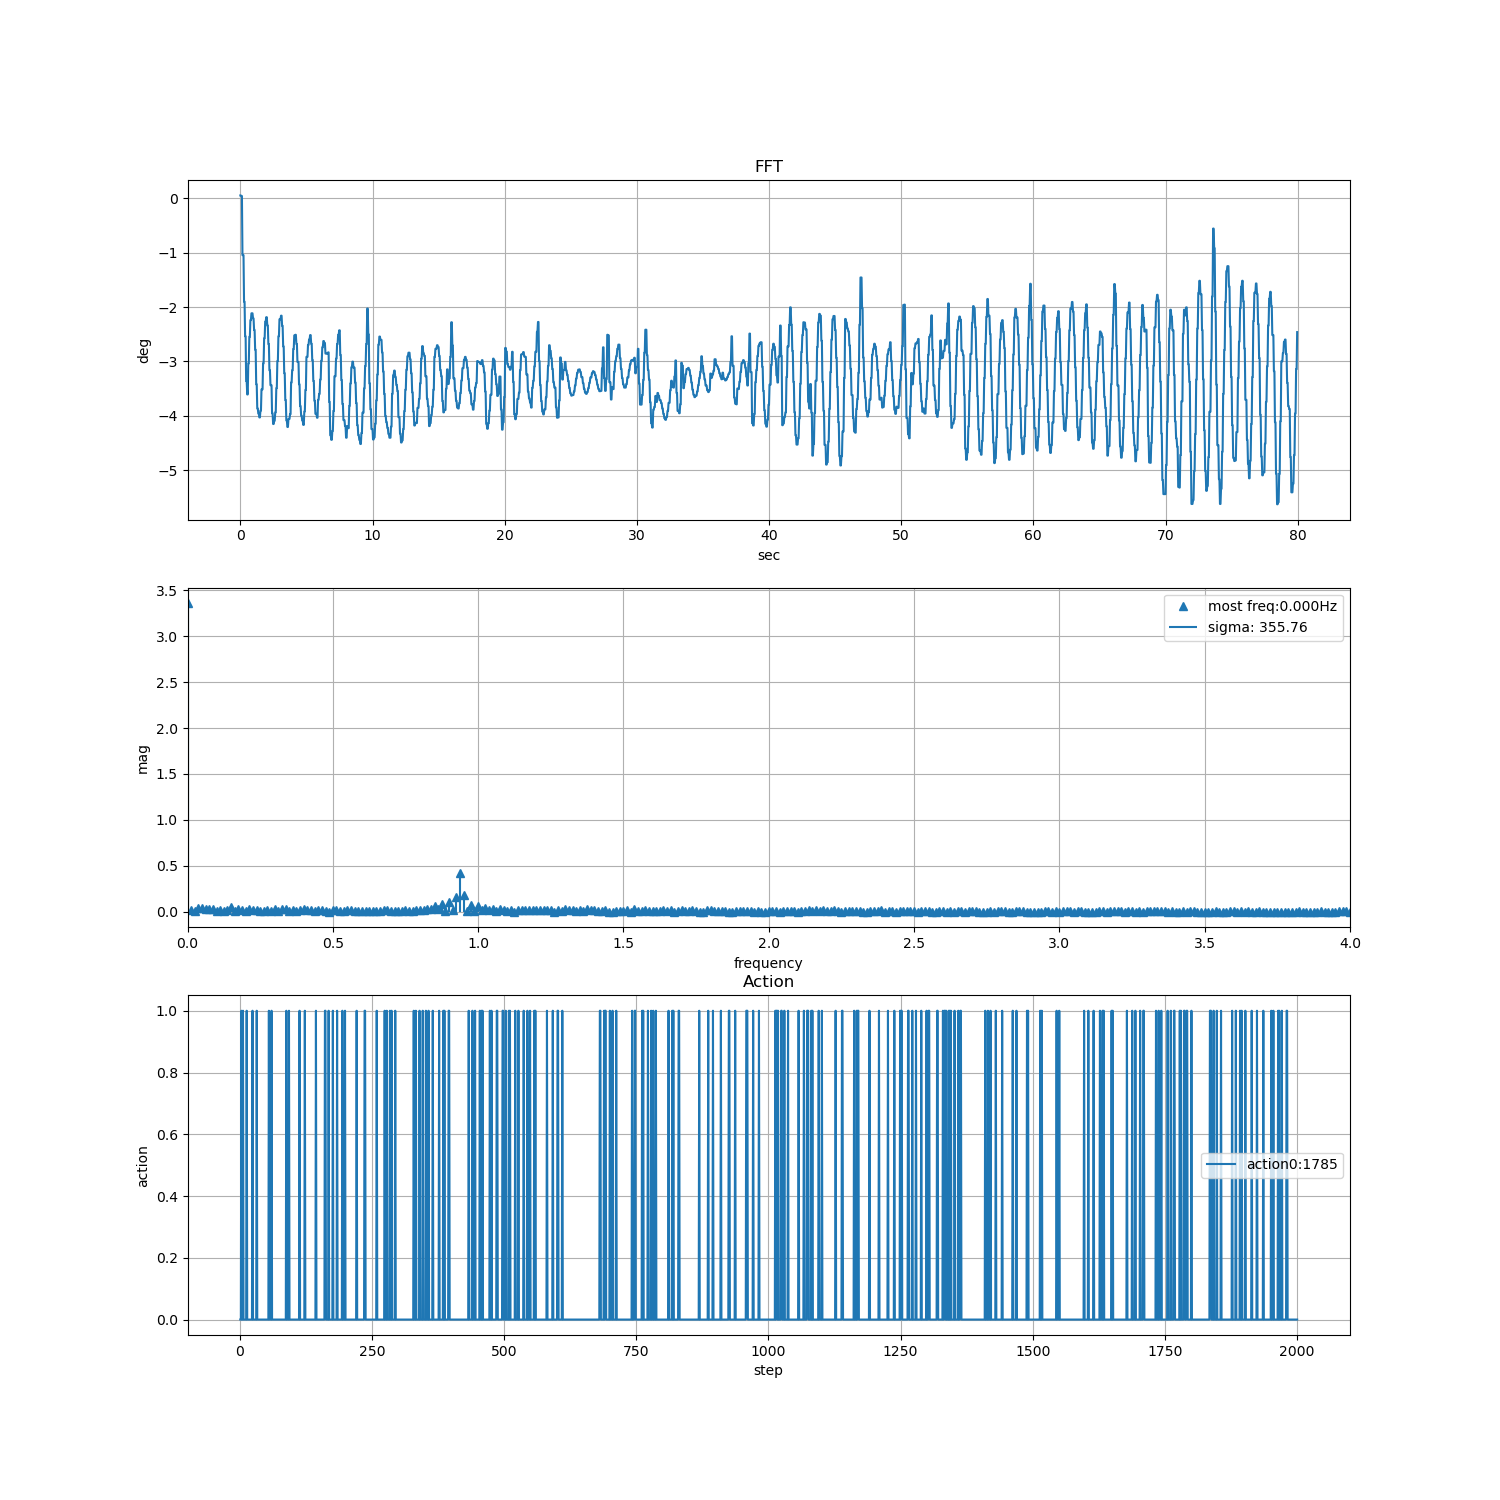 FFT
0
−1
−2
−3
−4
−5
deg
0 10 20 30 40 50 60 70 80
sec
3.5
3.0
2.5
2.0
1.5
1.0
0.5
0.0
mag
most freq:0.000Hz
sigma: 355.76
0.0 0.5 1.0 1.5 2.0 2.5 3.0 3.5 4.0
frequency
Action
1.0
0.8
0.6
0.4
0.2
0.0
action
action0:1785
0 250 500 750 1000 1250 1500 1750 2000
step